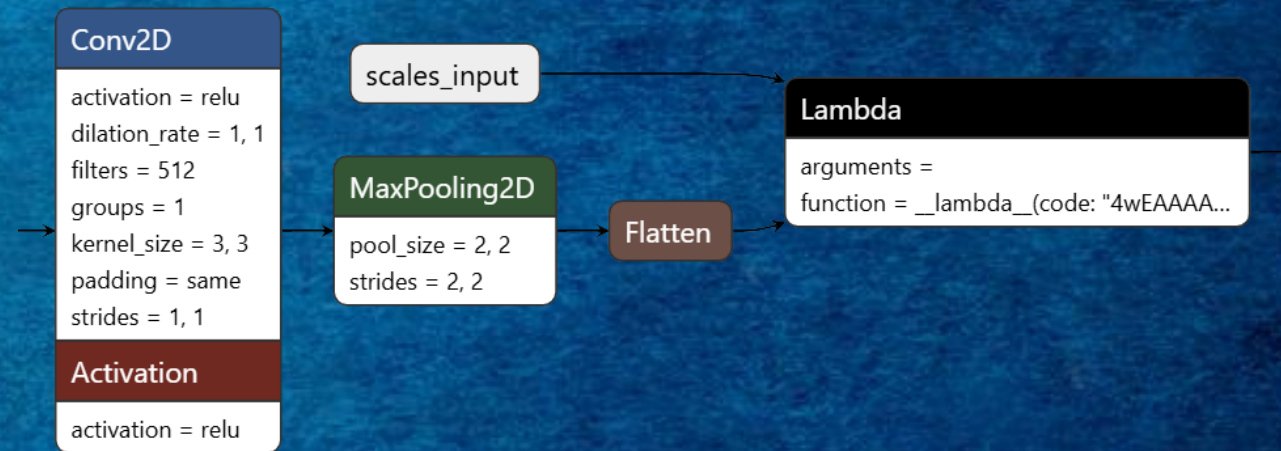 Conv2D
activation = relu
dilation_rate = 1, 1
filters = 512
groups = 1
kernel_size = 3, 3
padding = same
strides = 1, 1
Activation
activation = relu
scales_input
MaxPooling2D
pool_size = 2, 2
strides = 2, 2
Flatten
Lambda
arguments =
function = __lambda__(code: "4wEAAAA...